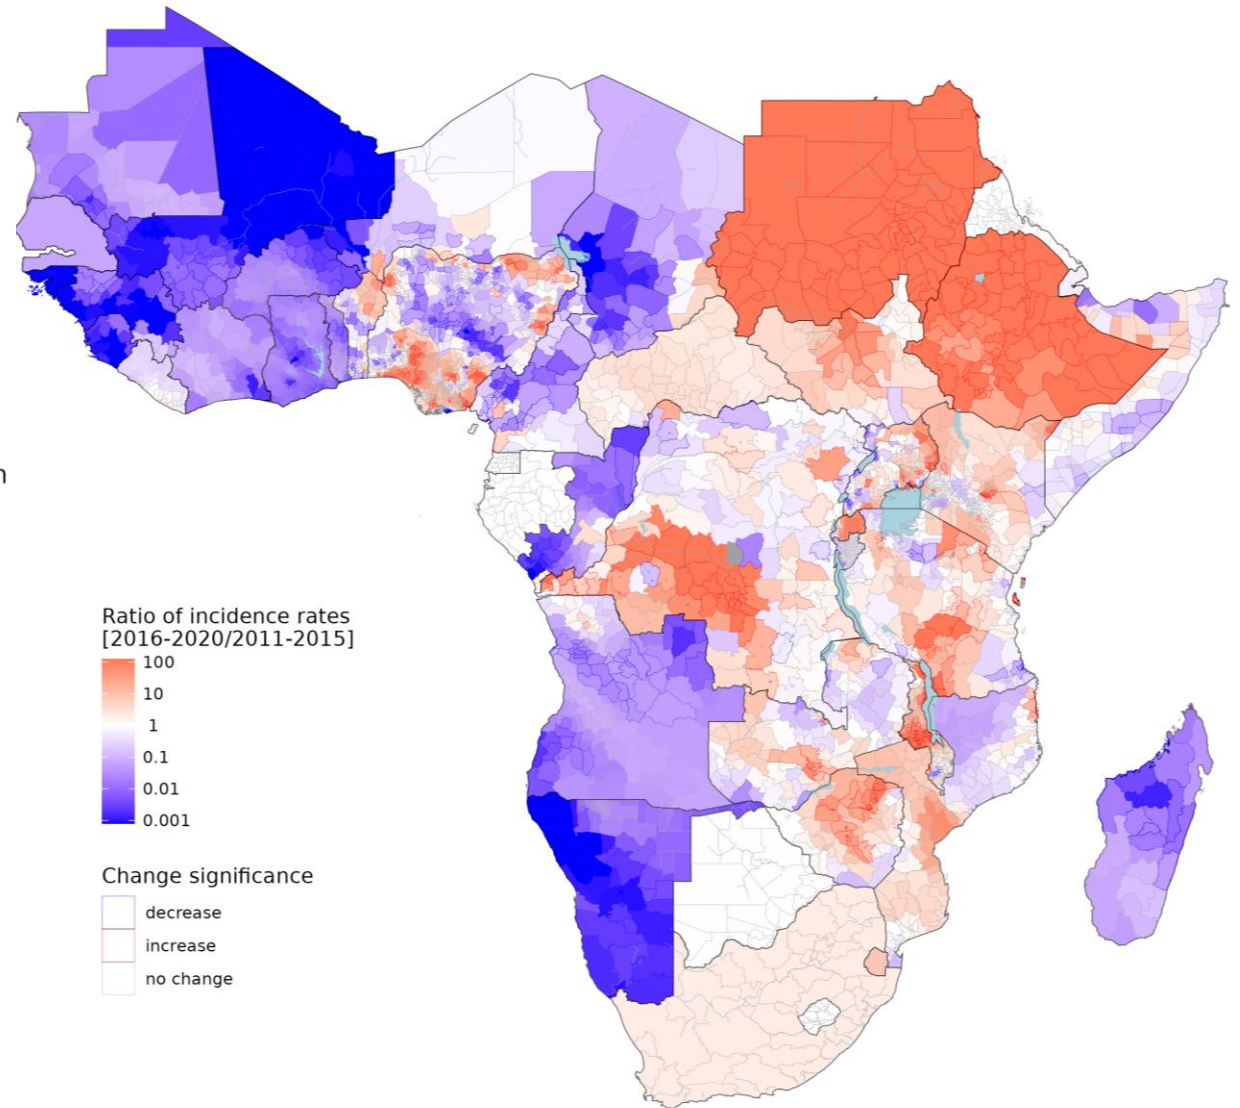 n
Ratio of incidence rates
[2016-2020/2011-2015]
100
10
1
0.1
0.01
0.001
Change significance
decrease
increase
no change